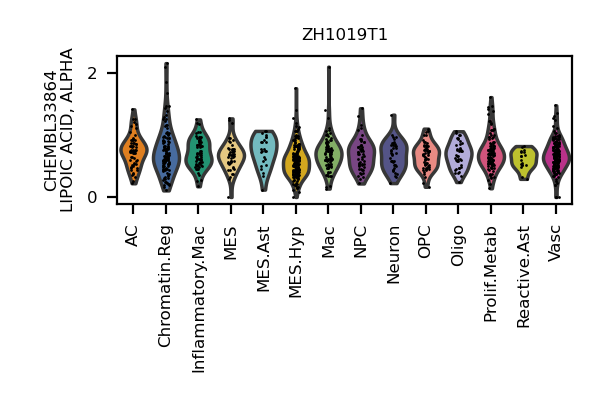 ZH1019T1
CHEMBL33864
LIPOIC ACID, ALPHA
2
0
AC
Chromatin.Reg
Inflammatory.Mac
MES
MES.Ast
MES.Hyp
Mac
NPC
Neuron
OPC
Oligo
Prolif.Metab
Reactive.Ast
Vasc